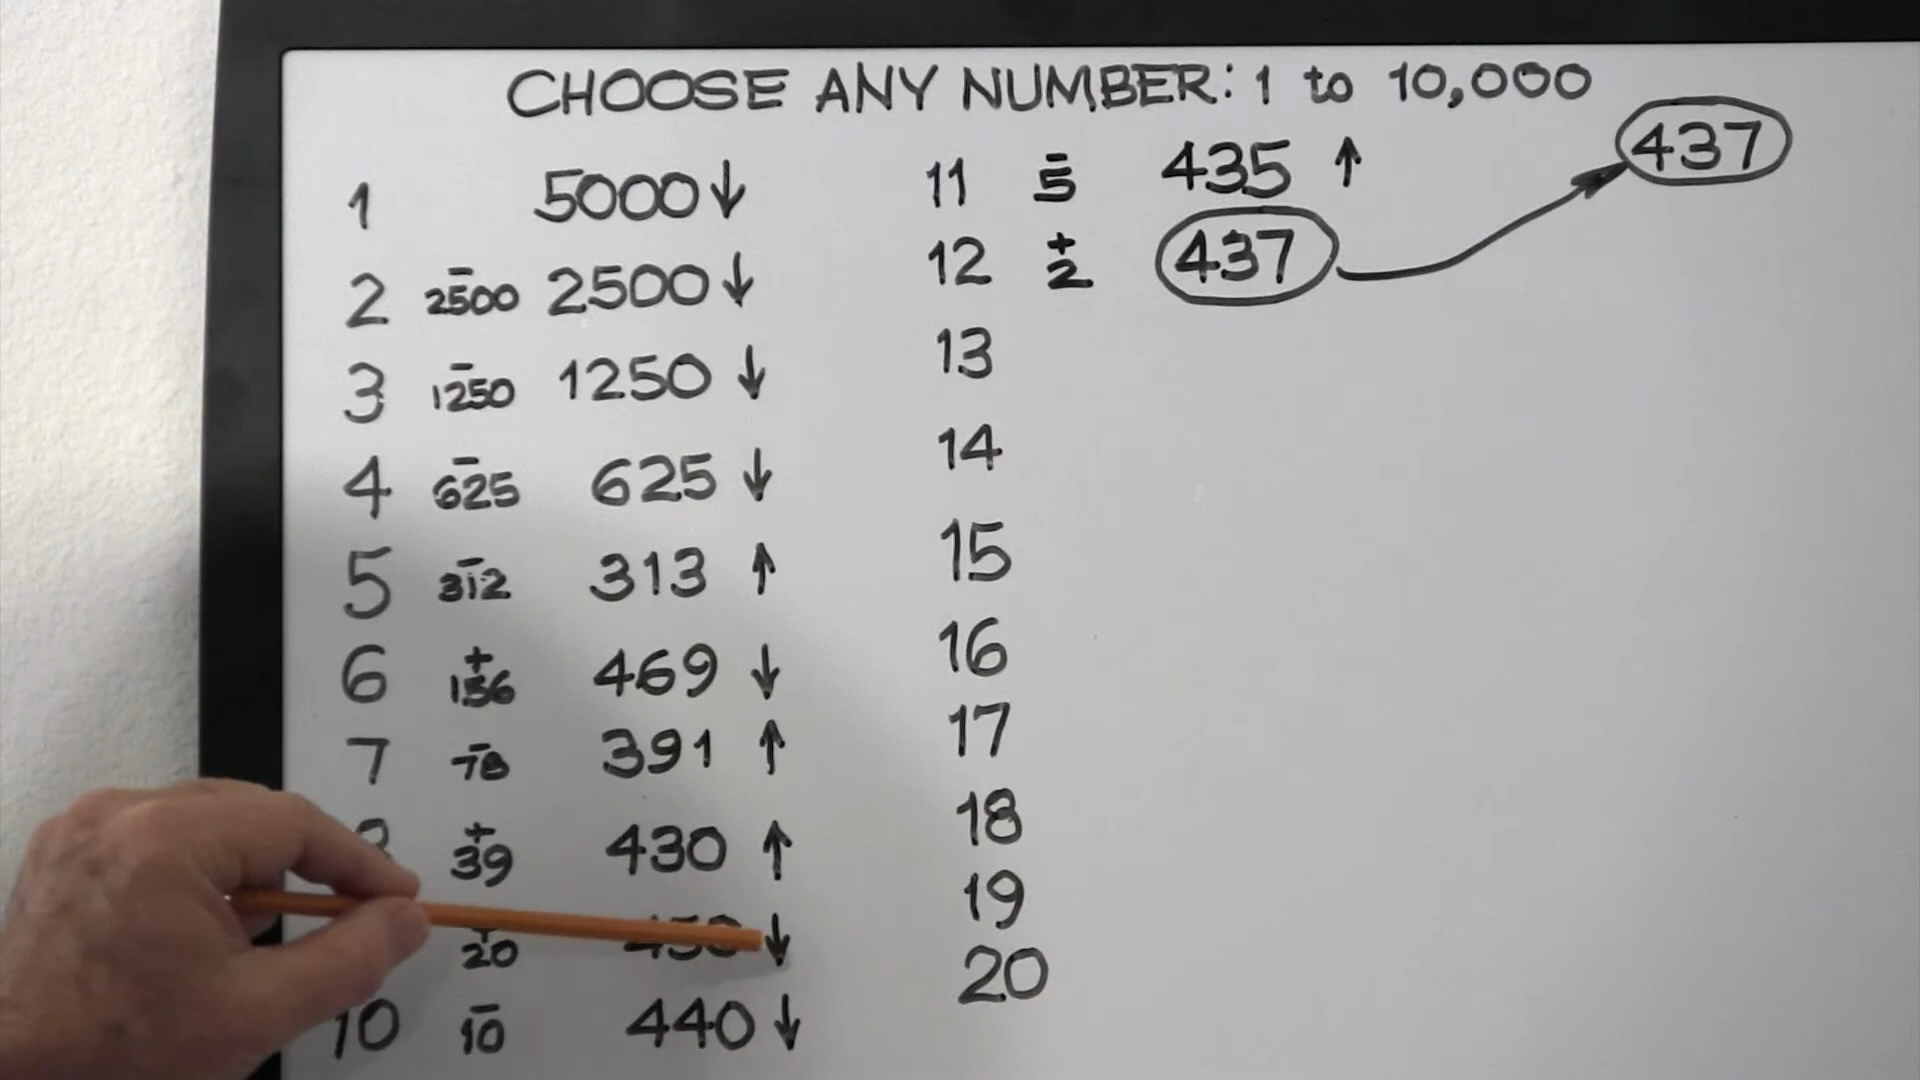 CHOOSE ANY NUMBER: 1 to 10,000
437
1 5000 ↓
2 -2500 2500 ↓
3 -1250 1250 ↓
4 -625 625 ↓
5 -312 313 ↑
6 +156 469 ↓
7 -78 391 ↑
8 +39 430 ↑
+20 450 ↓
10 -10 440 ↓
11 -5 435 ↑
12 +2 437
13
14
15
16
17
18
19
20